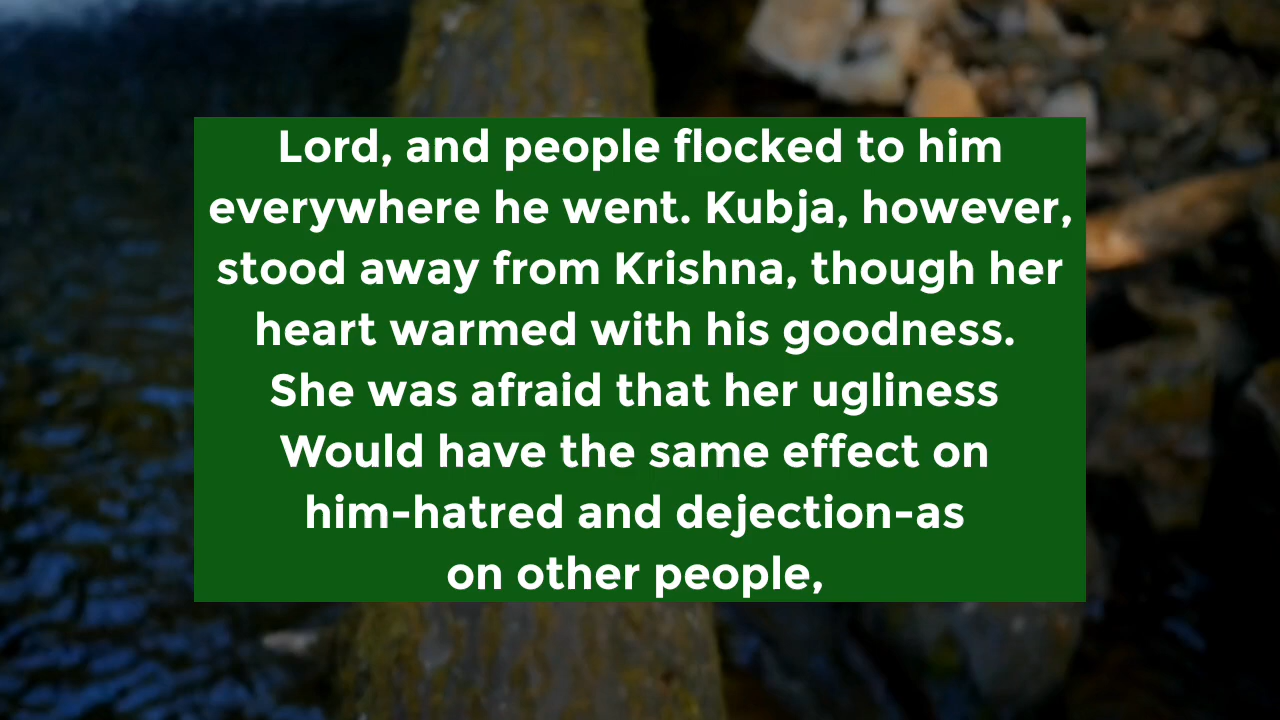 Lord, and people flocked to him
everywhere he went. Kubja, however,
stood away from Krishna, though her
heart warmed with his goodness.
She was afraid that her ugliness
Would have the same effect on
him-hatred and dejection-as
on other people,